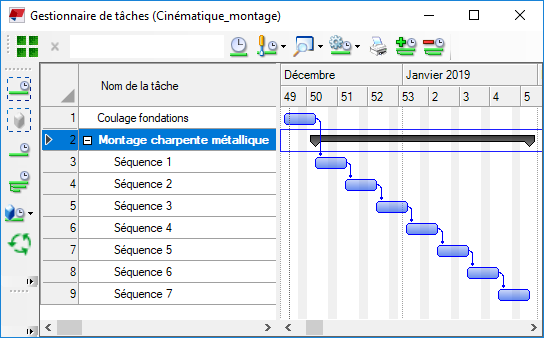 Gestionnaire de tâches (Cinématique_montage)
Nom de la tâche
Décembre
Janvier 2019
49 50 51 52 53 2 3 4 5
1 Coulage fondations
2 Montage charpente métallique
3 Séquence 1
4 Séquence 2
5 Séquence 3
6 Séquence 4
7 Séquence 5
8 Séquence 6
9 Séquence 7